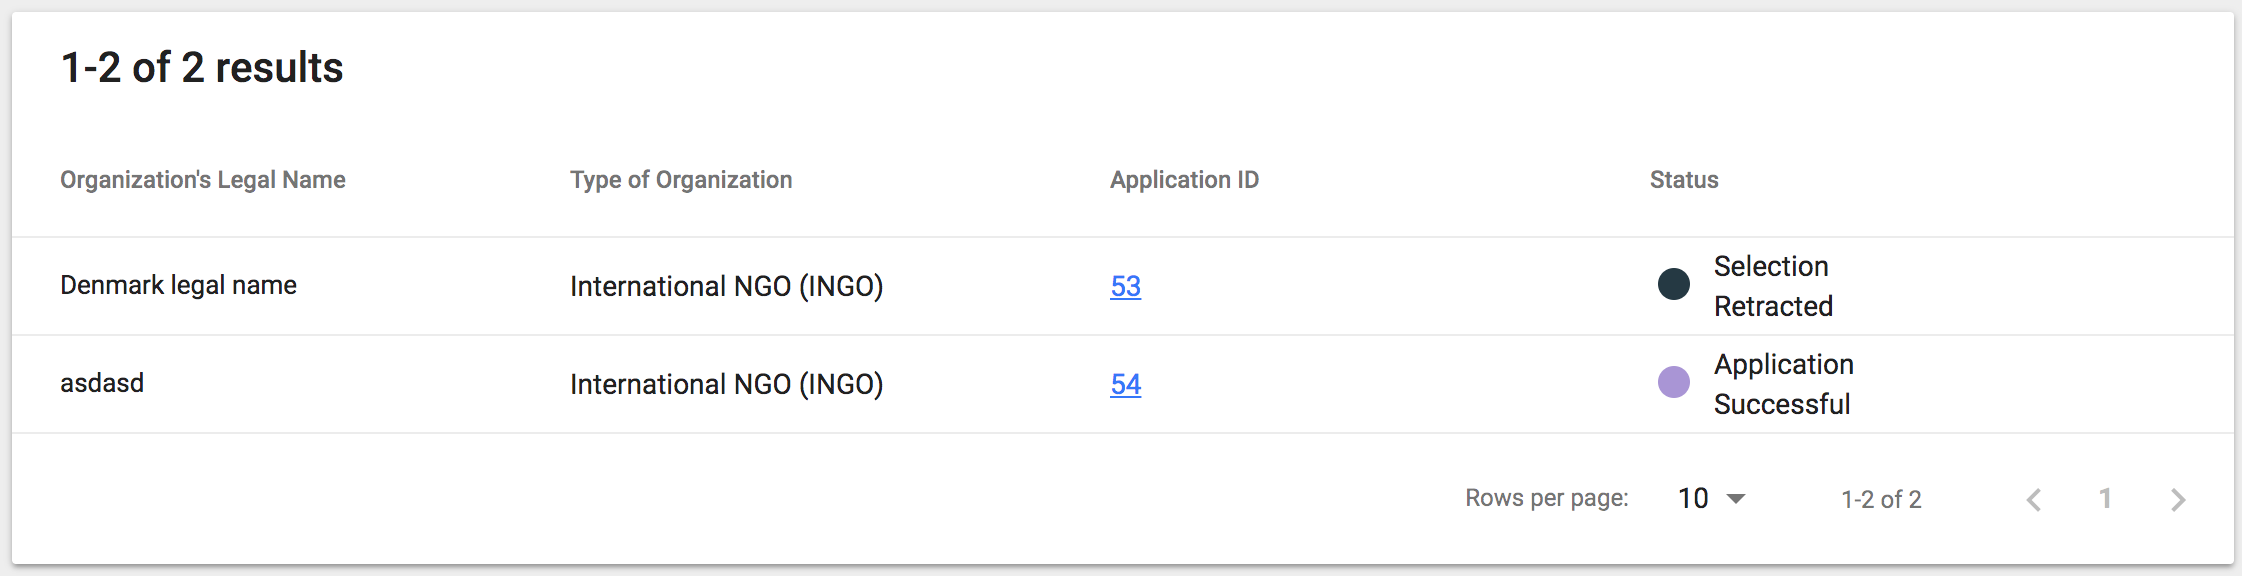 1-2 of 2 results
Organization's Legal Name Type of Organization Application ID Status
Denmark legal name International NGO (INGO) 53 Selection
Retracted
asdasd International NGO (INGO) 54 Application
Successful
Rows per page: 10 1-2 of 2 1